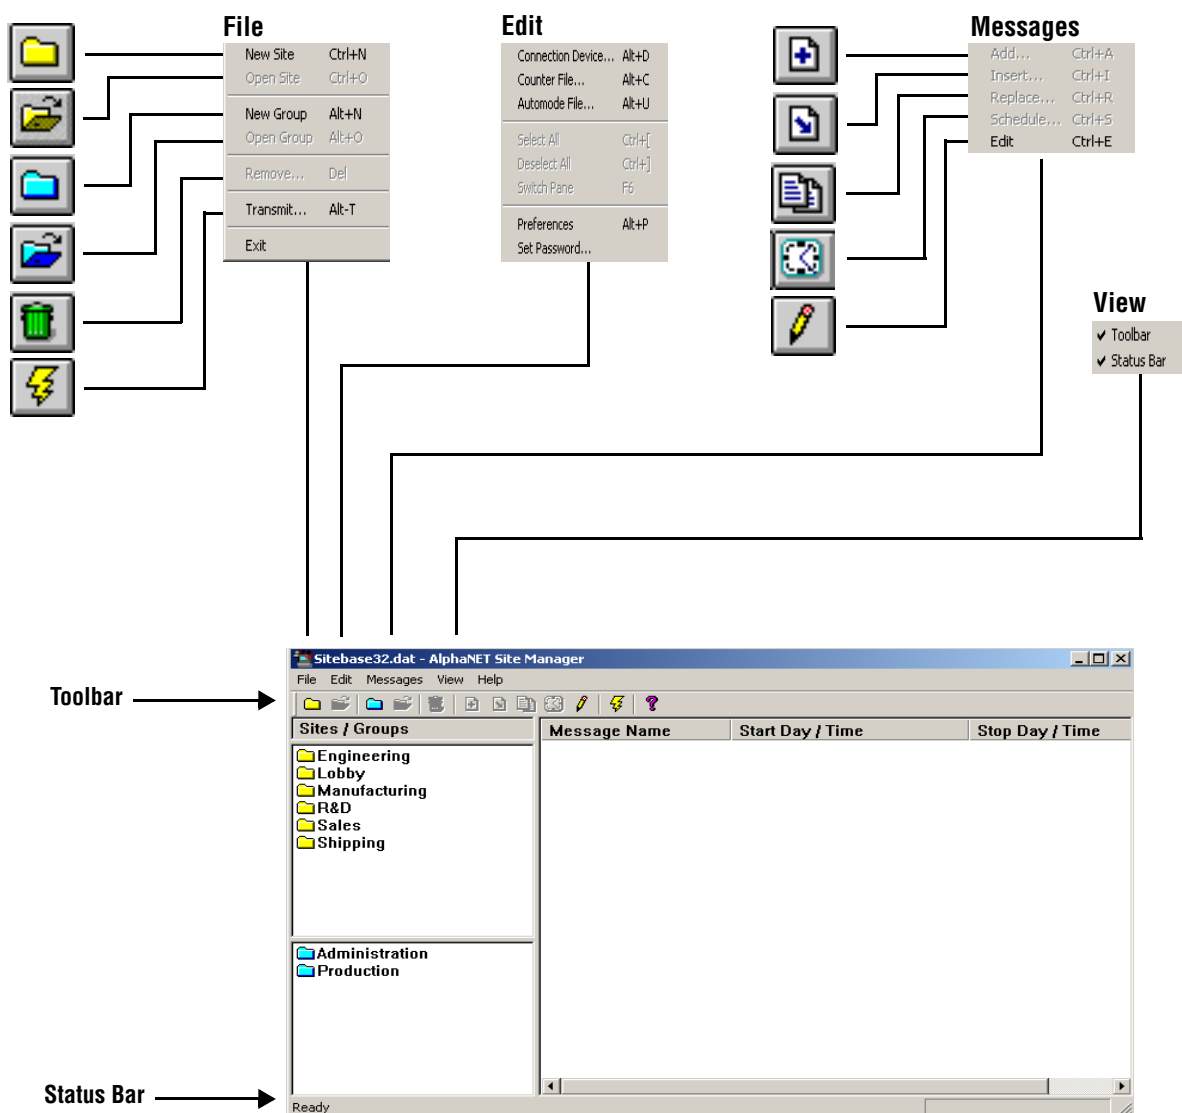 File
New Site Ctrl+N
Open Site Ctrl+O
New Group Alt+N
Open Group Alt+O
Remove... Del
Transmit... Alt-T
Exit
Edit
Connection Device... Alt+D
Counter File... Alt+C
Automode File... Alt+U
Select All Ctrl+[
Deselect All Ctrl+]
Switch Pane F6
Preferences Alt+P
Set Password...
Messages
Add... Ctrl+A
Insert... Ctrl+I
Replace... Ctrl+R
Schedule... Ctrl+S
Edit Ctrl+E
View
Toolbar
Status Bar
Sitebase32.dat - AlphaNET Site Manager
File Edit Messages View Help
Toolbar
Sites / Groups
Message Name Start Day / Time Stop Day / Time
Engineering
Lobby
Manufacturing
R&D
Sales
Shipping
Administration
Production
Status Bar
Ready